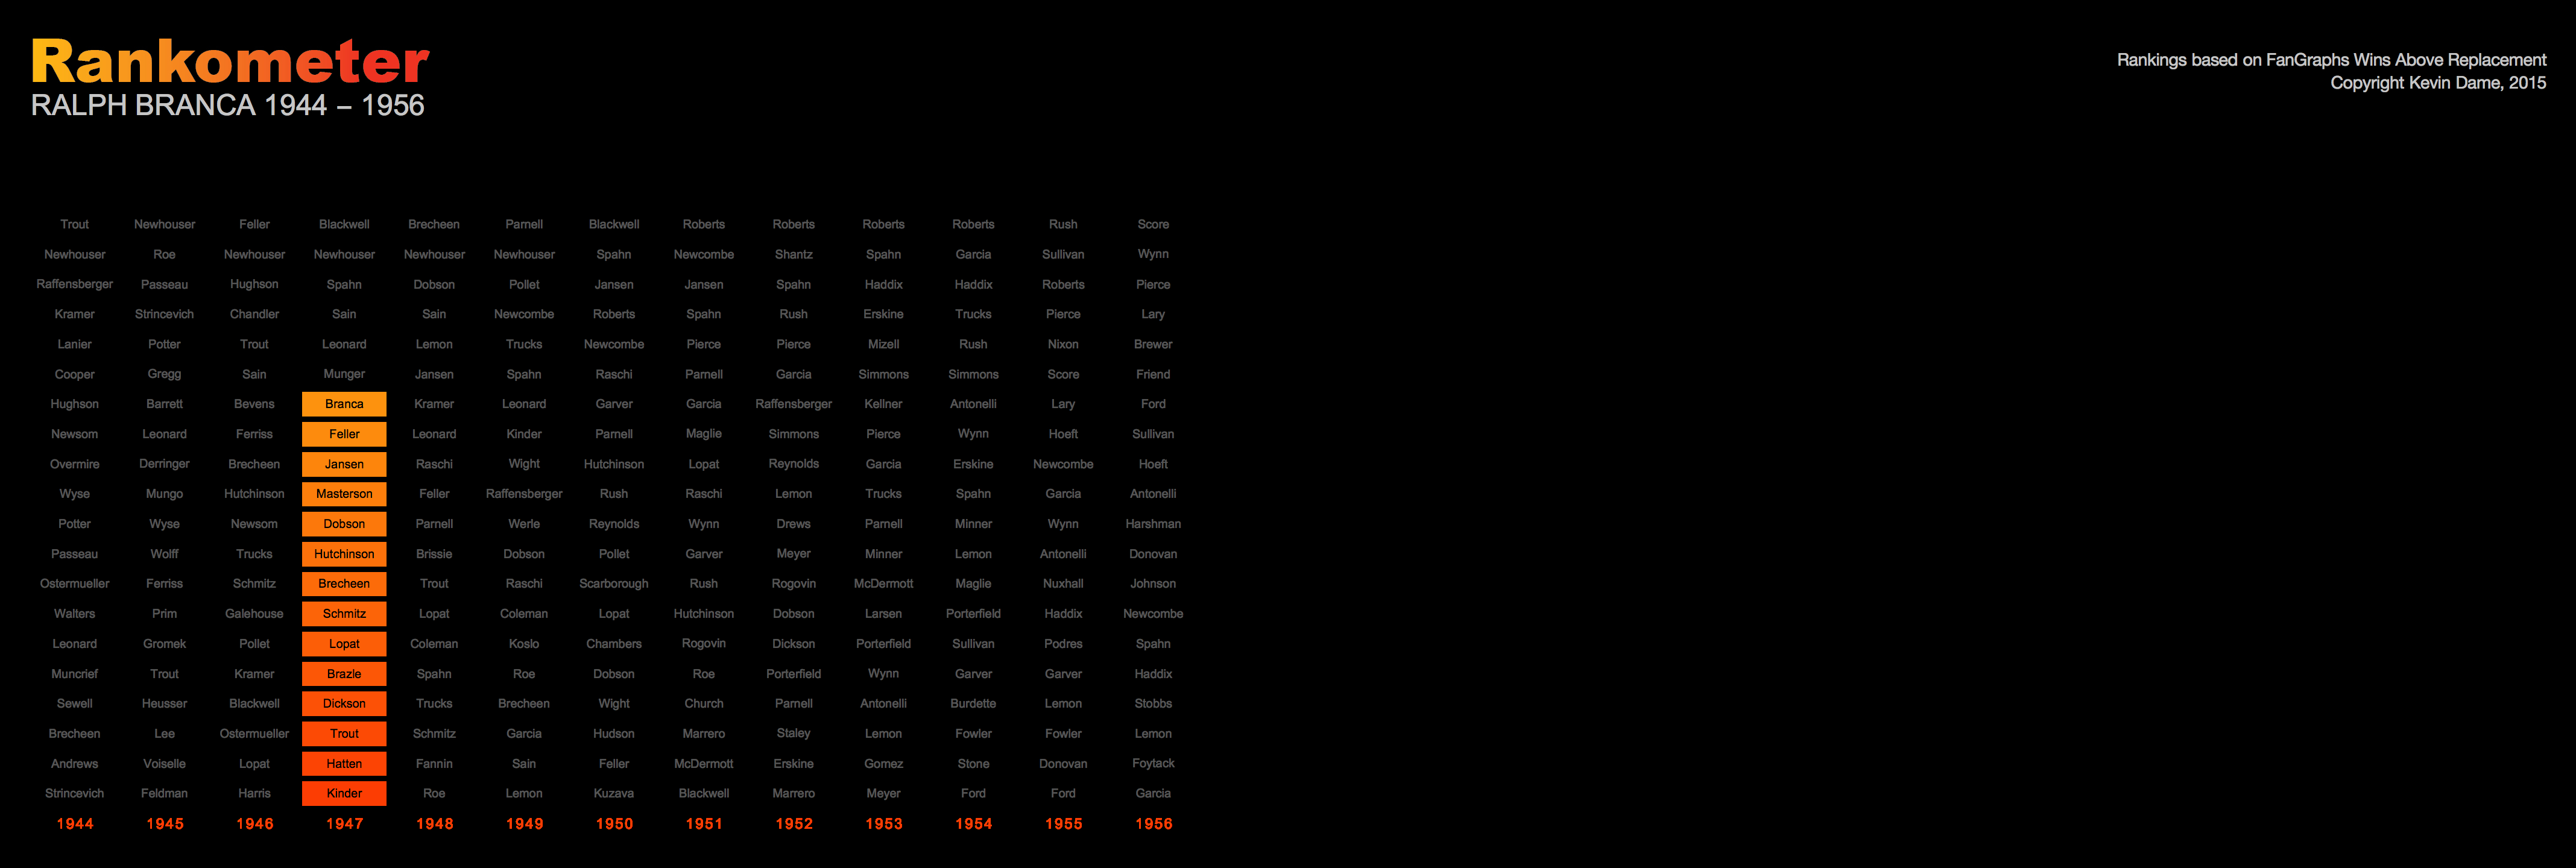 Rankometer
RALPH BRANCA 1944 – 1956
Rankings based on FanGraphs Wins Above Replacement
Copyright Kevin Dame, 2015
Trout Newhouser Feller Blackwell Brecheen Parnell Blackwell Roberts Roberts Roberts Roberts Rush Score
Newhouser Roe Newhouser Newhouser Newhouser Newhouser Spahn Newcombe Shantz Spahn Garcia Sullivan Wynn
Raffensberger Passeau Hughson Spahn Dobson Pollet Jansen Jansen Spahn Haddix Haddix Roberts Pierce
Kramer Strincevich Chandler Sain Sain Newcombe Roberts Spahn Rush Erskine Trucks Pierce Lary
Lanier Potter Trout Leonard Lemon Trucks Newcombe Pierce Pierce Mizell Rush Nixon Brewer
Cooper Gregg Sain Munger Jansen Spahn Raschi Parnell Garcia Simmons Simmons Score Friend
Hughson Barrett Bevens Branca Kramer Leonard Garver Garcia Raffensberger Kellner Antonelli Lary Ford
Newsom Leonard Ferriss Feller Leonard Kinder Parnell Maglie Simmons Pierce Wynn Hoeft Sullivan
Overmire Derringer Brecheen Jansen Raschi Wight Hutchinson Lopat Reynolds Garcia Erskine Newcombe Hoeft
Wyse Mungo Hutchinson Masterson Feller Raffensberger Rush Raschi Lemon Trucks Spahn Garcia Antonelli
Potter Wyse Newsom Dobson Parnell Werle Reynolds Wynn Drews Parnell Minner Wynn Harshman
Passeau Wolff Trucks Hutchinson Brissie Dobson Pollet Garver Meyer Minner Lemon Antonelli Donovan
Ostermueller Ferriss Schmitz Brecheen Trout Raschi Scarborough Rush Rogovin McDermott Maglie Nuxhall Johnson
Walters Prim Galehouse Schmitz Lopat Coleman Lopat Hutchinson Dobson Larsen Porterfield Haddix Newcombe
Leonard Gromek Pollet Lopat Coleman Koslo Chambers Rogovin Dickson Porterfield Sullivan Podres Spahn
Muncrief Trout Kramer Brazle Spahn Roe Dobson Roe Porterfield Wynn Garver Garver Haddix
Sewell Heusser Blackwell Dickson Trucks Brecheen Wight Church Parnell Antonelli Burdette Lemon Stobbs
Brecheen Lee Ostermueller Trout Schmitz Garcia Hudson Marrero Staley Lemon Fowler Fowler Lemon
Andrews Voiselle Lopat Hatten Fannin Sain Feller McDermott Erskine Gomez Stone Donovan Foytack
Strincevich Feldman Harris Kinder Roe Lemon Kuzava Blackwell Marrero Meyer Ford Ford Garcia
1944 1945 1946 1947 1948 1949 1950 1951 1952 1953 1954 1955 1956